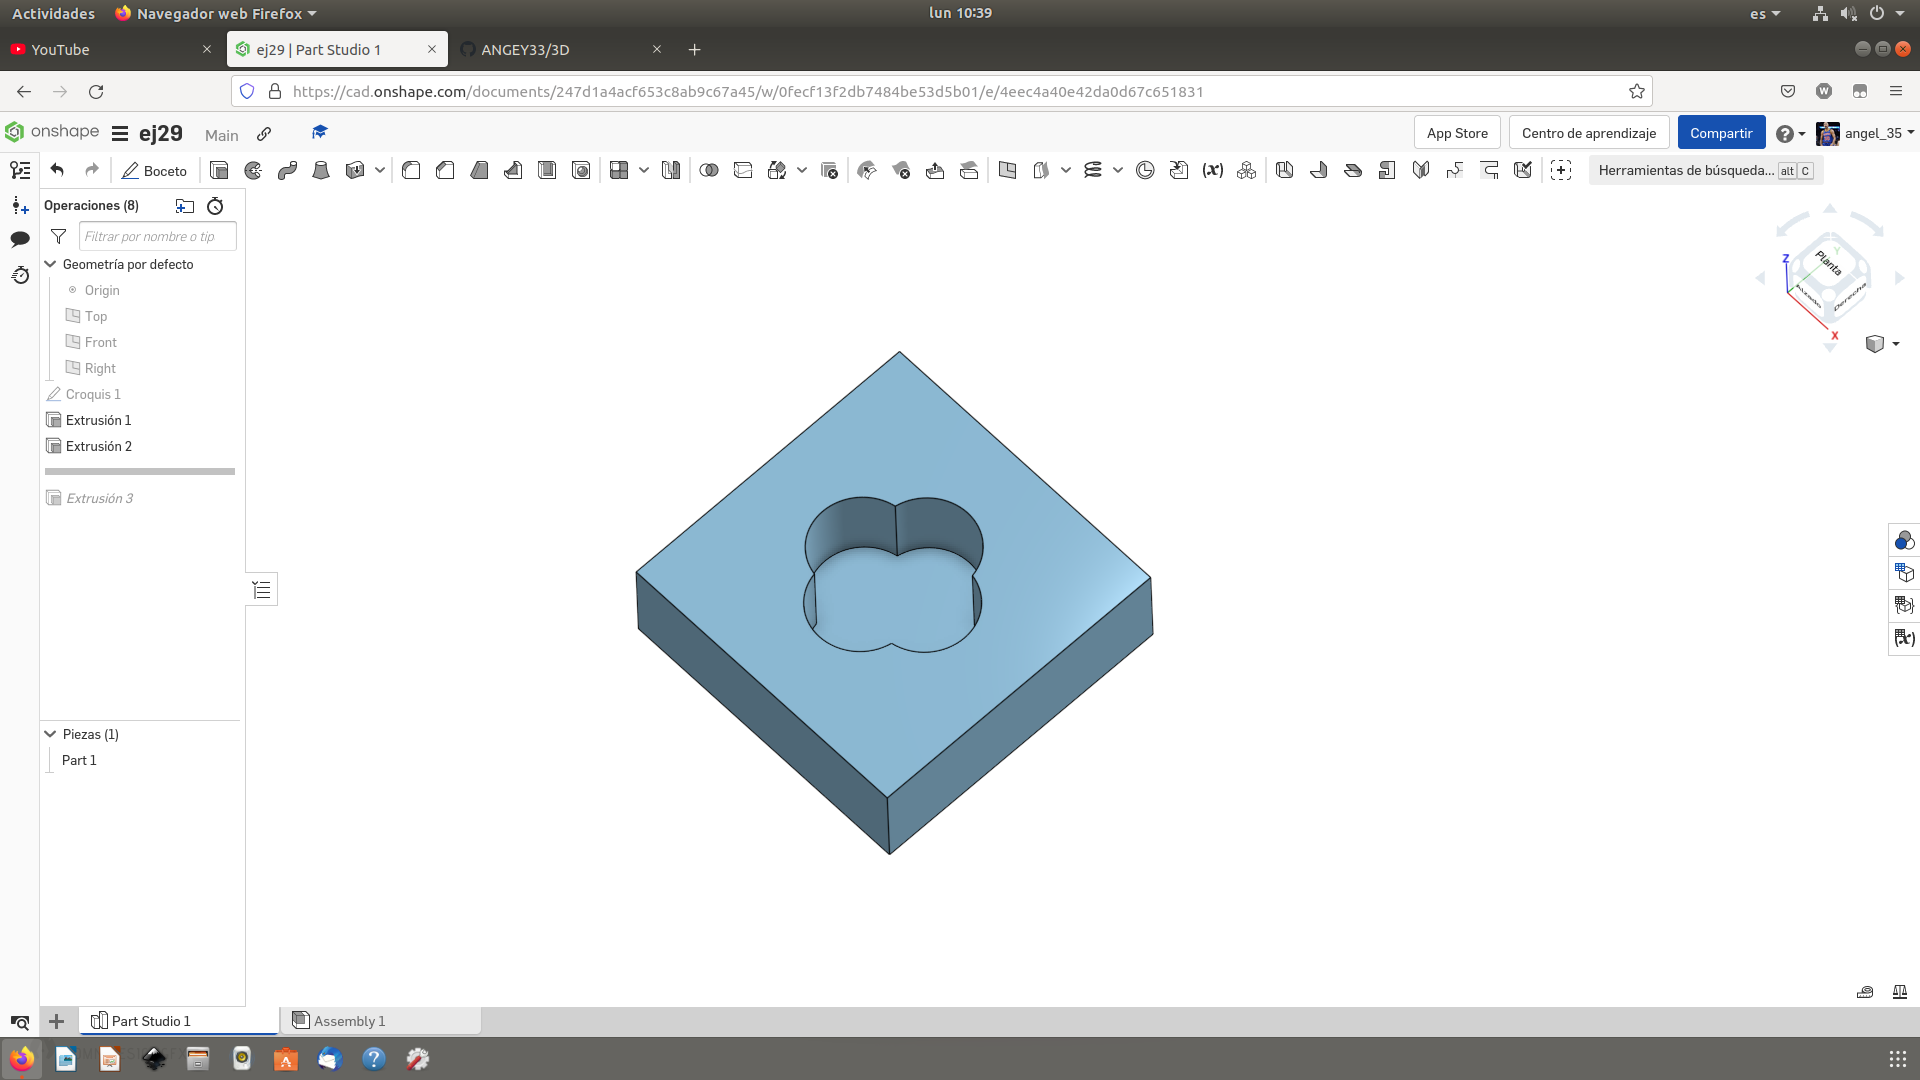 Actividades
Navegador web Firefox
lun 10:39
es
YouTube
ej29 | Part Studio 1
ANGEY33/3D
https://cad.onshape.com/documents/247d1a4acf653c8ab9c67a45/w/0fecf13f2db7484be53d5b01/e/4eec4a40e42da0d67c651831
W
onshape
ej29
Main
App Store
Centro de aprendizaje
Compartir
angel_35
Boceto
(x)
Herramientas de búsqueda...
alt
C
Operaciones (8)
Filtrar por nombre o tip
Geometría por defecto
Origin
Top
Front
Right
Croquis 1
Extrusión 1
Extrusión 2
Extrusión 3
Z
Y
Planta
Alzado
Derecha
X
(x)
Piezas (1)
Part 1
Part Studio 1
Assembly 1